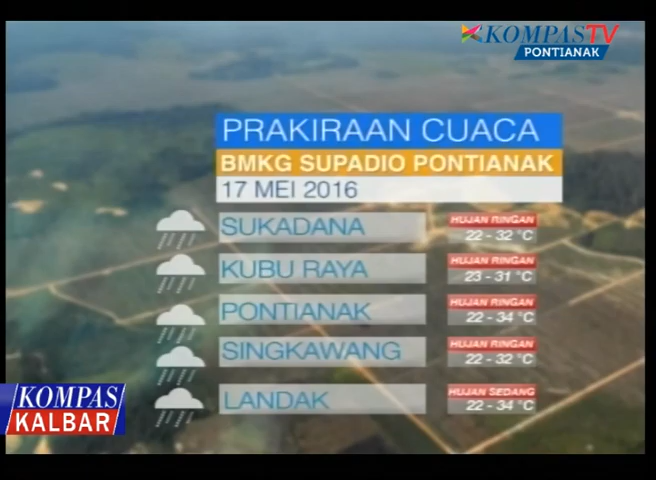 KOMPASTV
PONTIANAK
PRAKIRAAN CUACA
BMKG SUPADIO PONTIANAK
17 MEI 2016
SUKADANA
HUJAN RINGAN
22 - 32 °C
KUBU RAYA
HUJAN RINGAN
23 - 31 °C
PONTIANAK
HUJAN RINGAN
22 - 34 °C
SINGKAWANG
HUJAN RINGAN
22 - 32 °C
LANDAK
HUJAN SEDANG
22 - 34 °C
KOMPAS
KALBAR